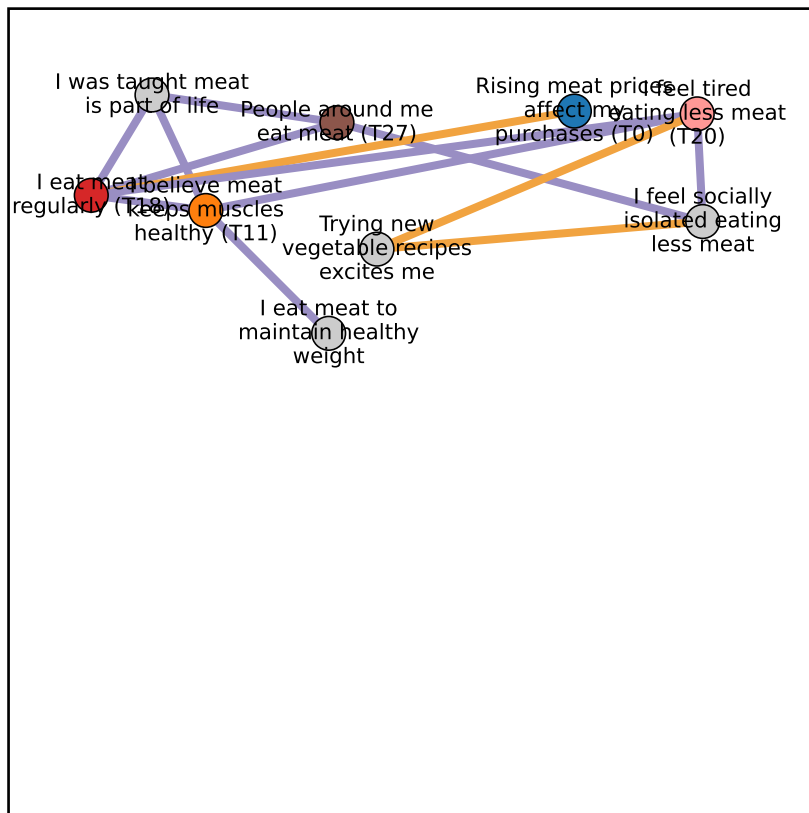 I was taught meat
is part of life
People around me
eat meat (T27)
Rising meat prices
affect my
purchases (T0)
I feel tired
eating less meat
(T20)
I eat meat
regularly (T18)
I believe meat
keeps muscles
healthy (T11)
I feel socially
isolated eating
less meat
Trying new
vegetable recipes
excites me
I eat meat to
maintain healthy
weight